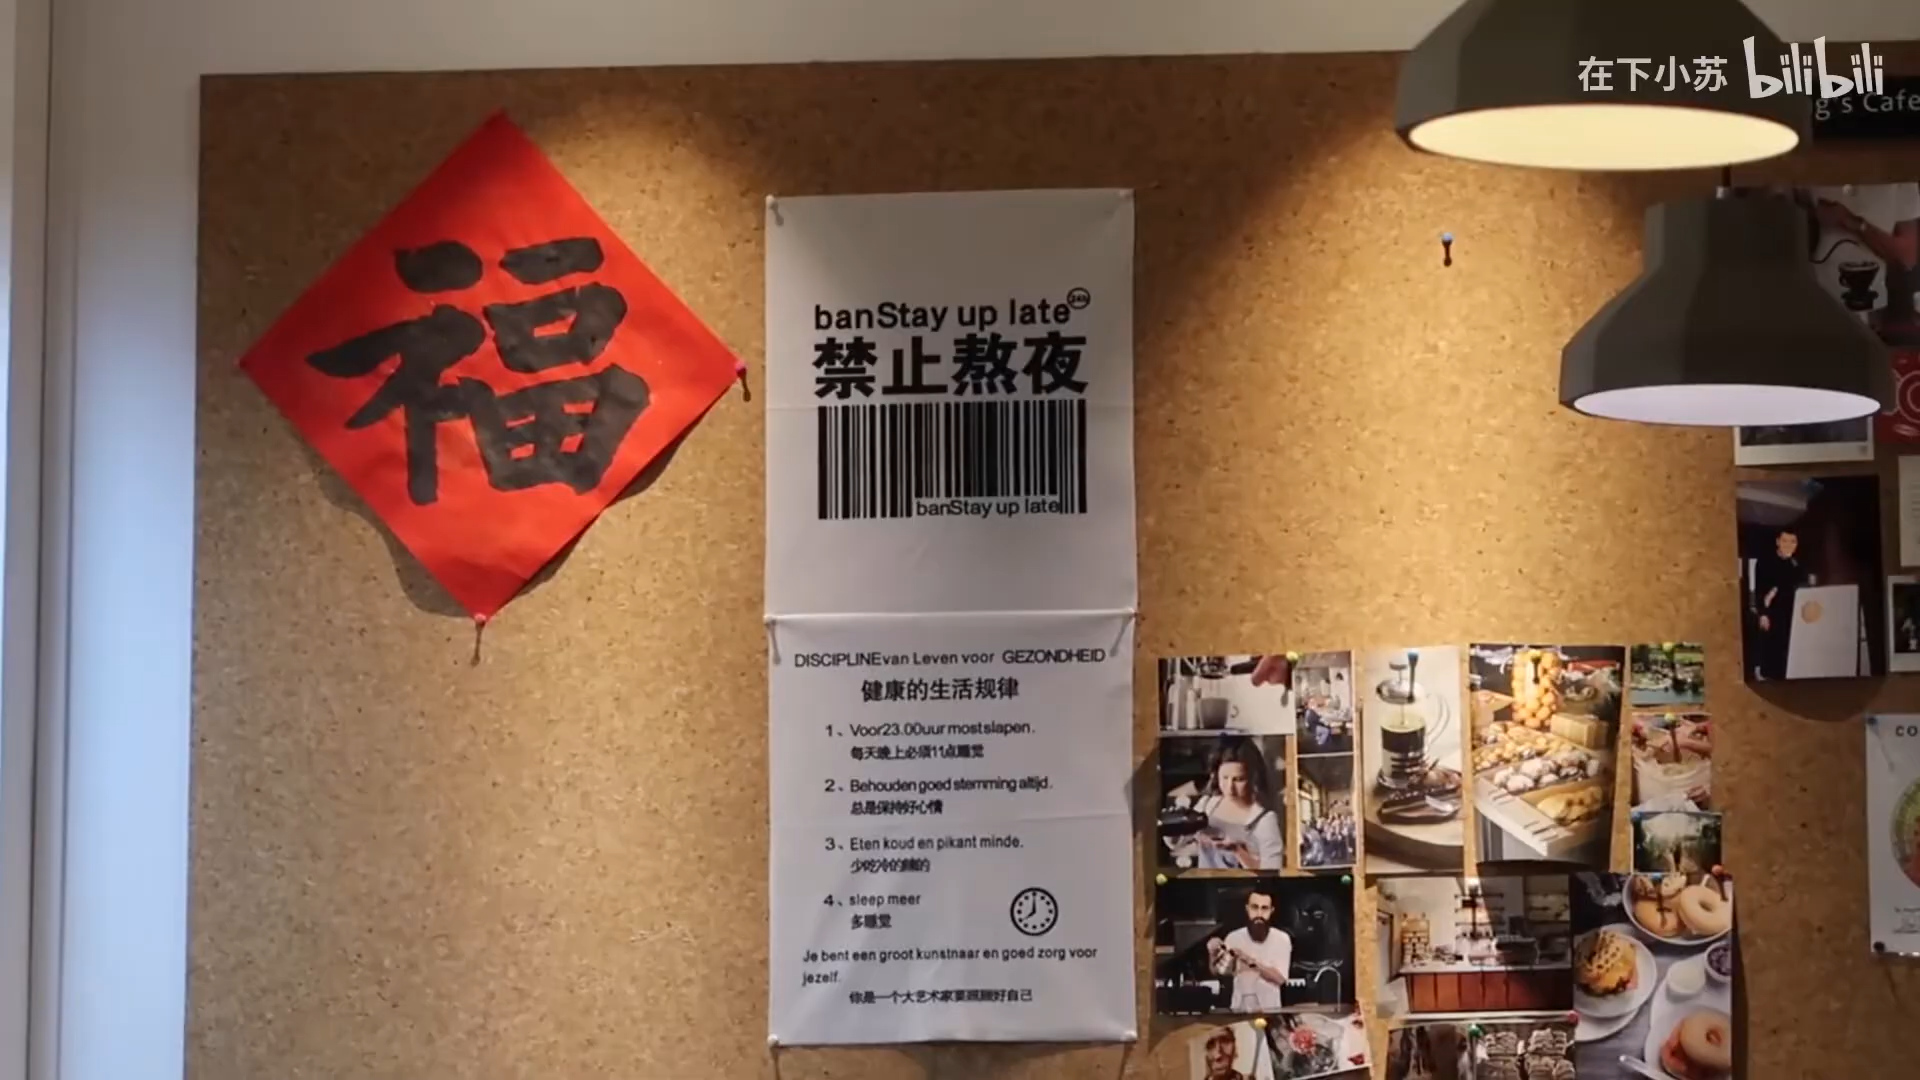 在下小苏 bilibili
g's Cafe
福
banStay up late 24h
禁止熬夜
banStay up late
DISCIPLINEvan Leven voor GEZONDHEID
健康的生活规律
1、Voor23.00uur mostslapen.
每天晚上必须11点睡觉
2、Behouden goed stemming altijd.
总是保持好心情
3、Eten koud en pikant minde.
少吃冷的辣的
4、sleep meer
多睡觉
Je bent een groot kunstnaar en goed zorg voor
jezelf.
你是一个大艺术家要照顾好自己
CO